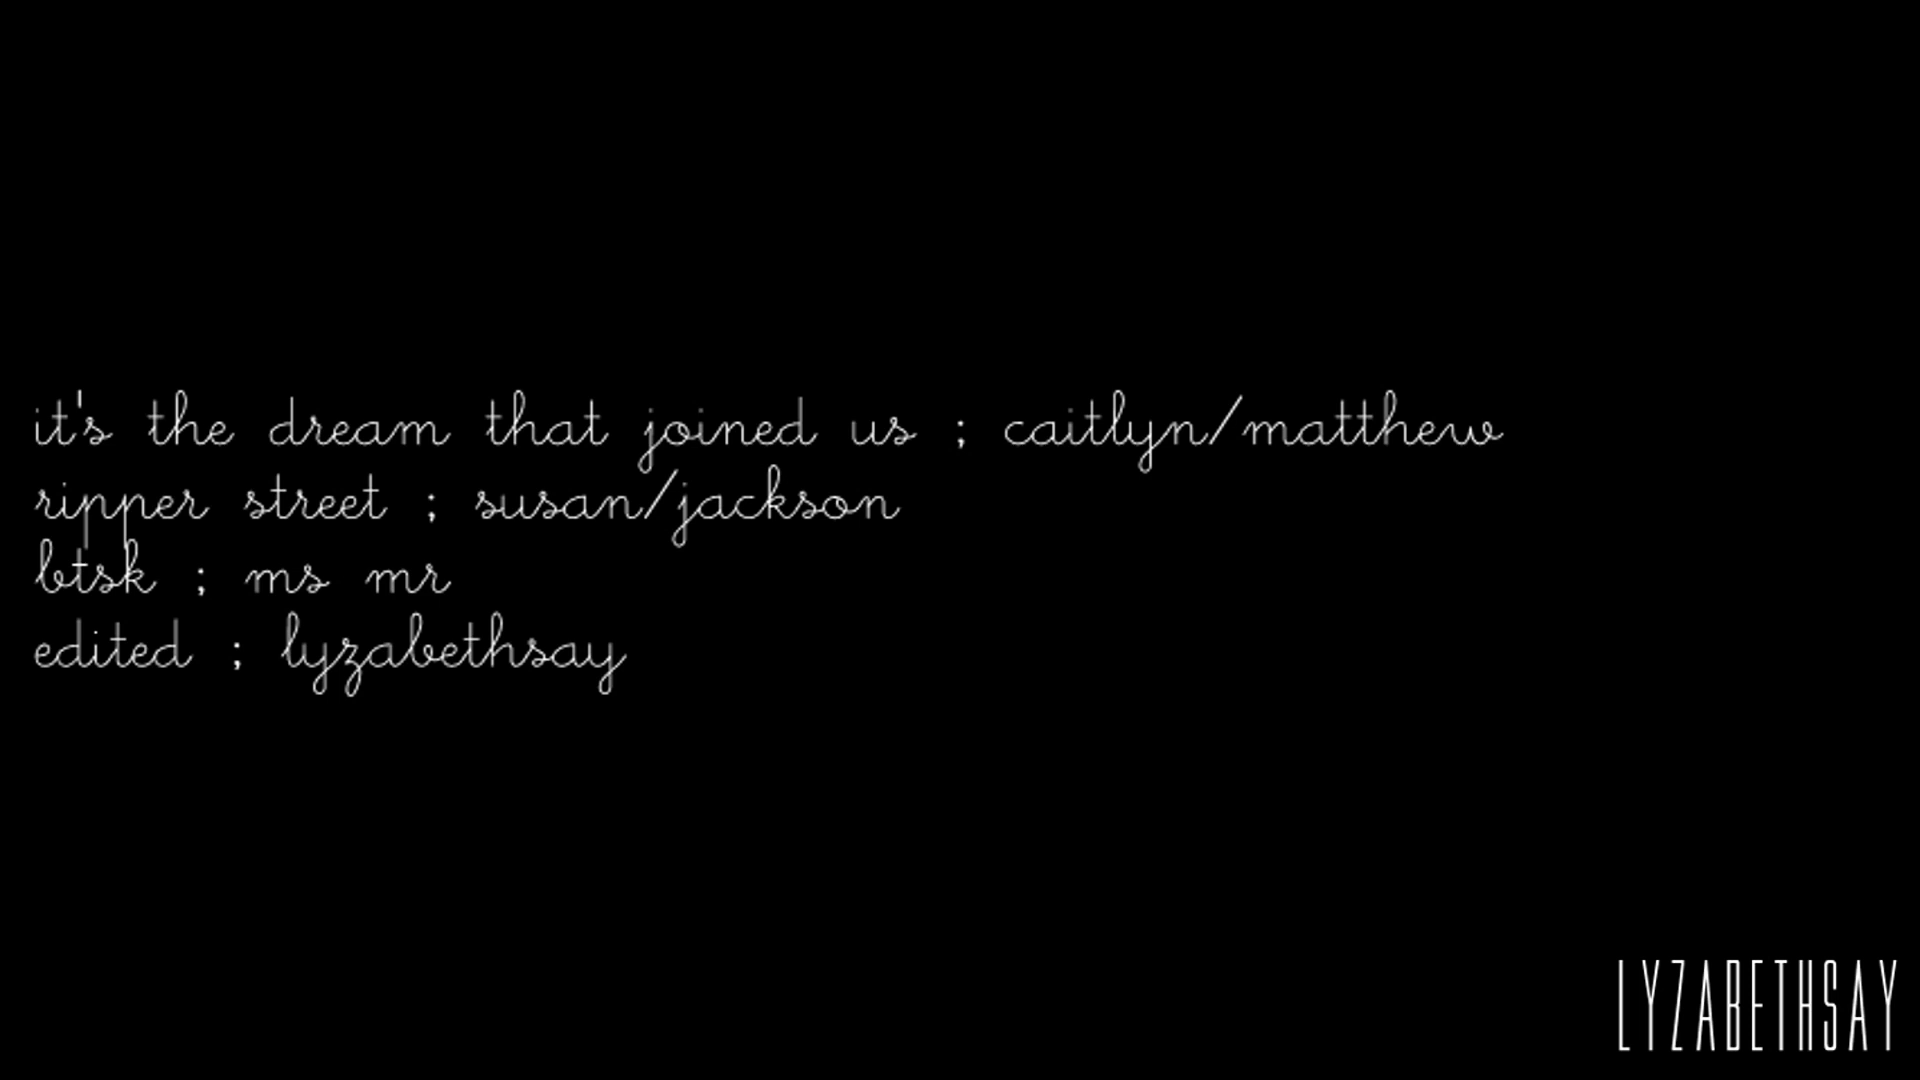 it's the dream that joined us ; caitlyn/matthew
ripper street ; susan/jackson
btsk ; ms mr
edited ; lyzabethsay
LYZABETHSAY